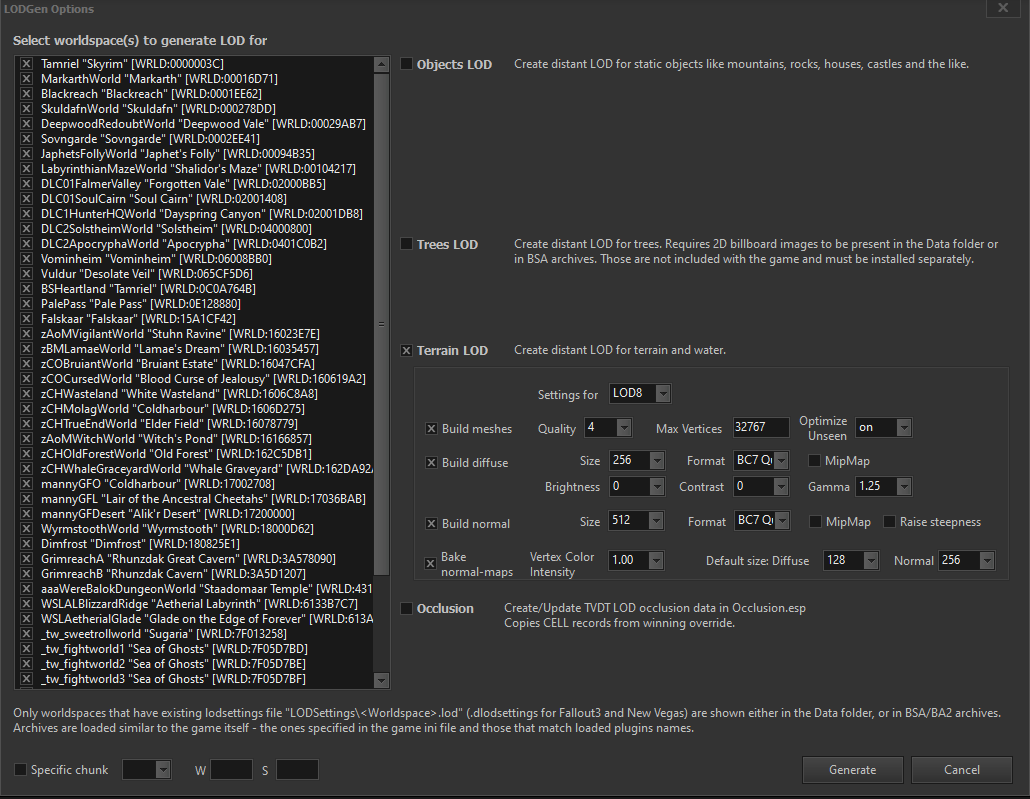 LODGen Options
Select worldspace(s) to generate LOD for
Tamriel "Skyrim" [WRLD:0000003C]
MarkarthWorld "Markarth" [WRLD:00016D71]
Blackreach "Blackreach" [WRLD:0001EE62]
SkuldafnWorld "Skuldafn" [WRLD:000278DD]
DeepwoodRedoubtWorld "Deepwood Vale" [WRLD:00029AB7]
Sovngarde "Sovngarde" [WRLD:0002EE41]
JaphetsFollyWorld "Japhet's Folly" [WRLD:00094B35]
LabyrinthianMazeWorld "Shalidor's Maze" [WRLD:00104217]
DLC01FalmerValley "Forgotten Vale" [WRLD:02000BB5]
DLC01SoulCairn "Soul Cairn" [WRLD:02001408]
DLC1HunterHQWorld "Dayspring Canyon" [WRLD:02001DB8]
DLC2SolstheimWorld "Solstheim" [WRLD:04000800]
DLC2ApocryphaWorld "Apocrypha" [WRLD:0401C0B2]
Vominheim "Vominheim" [WRLD:06008BB0]
Vuldur "Desolate Veil" [WRLD:065CF5D6]
BSHeartland "Tamriel" [WRLD:0C0A764B]
PalePass "Pale Pass" [WRLD:0E128880]
Falskaar "Falskaar" [WRLD:15A1CF42]
zAoMVigilantWorld "Stuhn Ravine" [WRLD:16023E7E]
zBMLamaeWorld "Lamae's Dream" [WRLD:16035457]
zCOBruiantWorld "Bruiant Estate" [WRLD:16047CFA]
zCOCursedWorld "Blood Curse of Jealousy" [WRLD:160619A2]
zCHWasteland "White Wasteland" [WRLD:1606C8A8]
zCHMolagWorld "Coldharbour" [WRLD:1606D275]
zCHTrueEndWorld "Elder Field" [WRLD:16078779]
zAoMWitchWorld "Witch's Pond" [WRLD:16166857]
zCHOldForestWorld "Old Forest" [WRLD:162C5DB1]
zCHWhaleGraceyardWorld "Whale Graveyard" [WRLD:162DA92
mannyGFO "Coldharbour" [WRLD:17002708]
mannyGFL "Lair of the Ancestral Cheetahs" [WRLD:17036BAB]
mannyGFDesert "Alik'r Desert" [WRLD:17200000]
WyrmstoothWorld "Wyrmstooth" [WRLD:18000D62]
Dimfrost "Dimfrost" [WRLD:180825E1]
GrimreachA "Rhunzdak Great Cavern" [WRLD:3A578090]
GrimreachB "Rhunzdak Cavern" [WRLD:3A5D1207]
aaaWereBalokDungeonWorld "Staadomaar Temple" [WRLD:431
WSLALBlizzardRidge "Aetherial Labyrinth" [WRLD:6133B7C7]
WSLAetherialGlade "Glade on the Edge of Forever" [WRLD:613A
_tw_sweetrollworld "Sugaria" [WRLD:7F013258]
_tw_fightworld1 "Sea of Ghosts" [WRLD:7F05D7BD]
_tw_fightworld2 "Sea of Ghosts" [WRLD:7F05D7BE]
_tw_fightworld3 "Sea of Ghosts" [WRLD:7F05D7BF]
Objects LOD Create distant LOD for static objects like mountains, rocks, houses, castles and the like.
Trees LOD Create distant LOD for trees. Requires 2D billboard images to be present in the Data folder or
in BSA archives. Those are not included with the game and must be installed separately.
Terrain LOD Create distant LOD for terrain and water.
Settings for LOD8
Build meshes Quality 4 Max Vertices 32767 Optimize
Unseen on
Build diffuse Size 256 Format BC7 Qu MipMap
Brightness 0 Contrast 0 Gamma 1.25
Build normal Size 512 Format BC7 Qu MipMap Raise steepness
Bake
normal-maps Vertex Color
Intensity 1.00 Default size: Diffuse 128 Normal 256
Occlusion Create/Update TVDT LOD occlusion data in Occlusion.esp
Copies CELL records from winning override.
Only worldspaces that have existing lodsettings file "LODSettings\<Worldspace>.lod" (.dlodsettings for Fallout3 and New Vegas) are shown either in the Data folder, or in BSA/BA2 archives.
Archives are loaded similar to the game itself - the ones specified in the game ini file and those that match loaded plugins names.
Specific chunk W S Generate Cancel